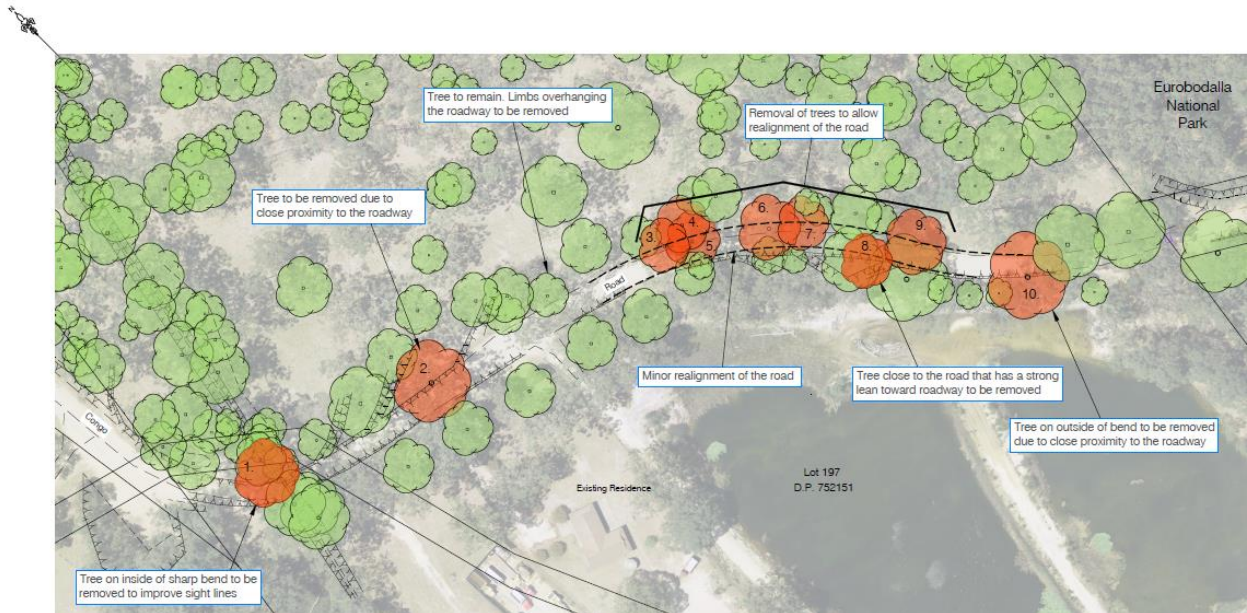 Eurobodalla
National
Park
Tree to remain. Limbs overhanging
the roadway to be removed
Removal of trees to allow
realignment of the road
Tree to be removed due to
close proximity to the roadway
3.
4.
5.
6.
7.
8.
9.
10.
Road
2.
Minor realignment of the road
Tree close to the road that has a strong
lean toward roadway to be removed
Tree on outside of bend to be removed
due to close proximity to the roadway
Congo
1.
Existing Residence
Lot 197
D.P. 752151
Tree on inside of sharp bend to be
removed to improve sight lines